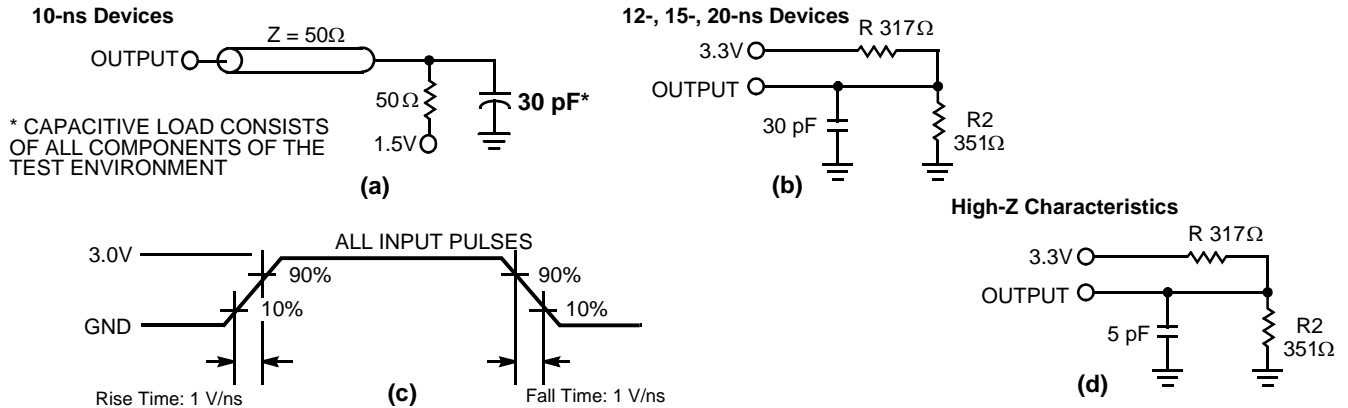 10-ns Devices
Z = 50Ω
OUTPUT
50Ω
30 pF*
1.5V
* CAPACITIVE LOAD CONSISTS
OF ALL COMPONENTS OF THE
TEST ENVIRONMENT
(a)
12-, 15-, 20-ns Devices
R 317Ω
3.3V
OUTPUT
30 pF
R2
351Ω
(b)
High-Z Characteristics
R 317Ω
3.3V
OUTPUT
5 pF
R2
351Ω
(d)
ALL INPUT PULSES
3.0V
90%
90%
10%
10%
GND
Rise Time: 1 V/ns
(c)
Fall Time: 1 V/ns